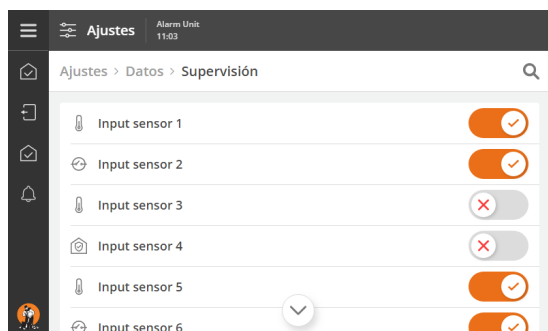 Ajustes
Alarm Unit
11:03
Ajustes > Datos > Supervisión
Input sensor 1
Input sensor 2
Input sensor 3
Input sensor 4
Input sensor 5
Input sensor 6